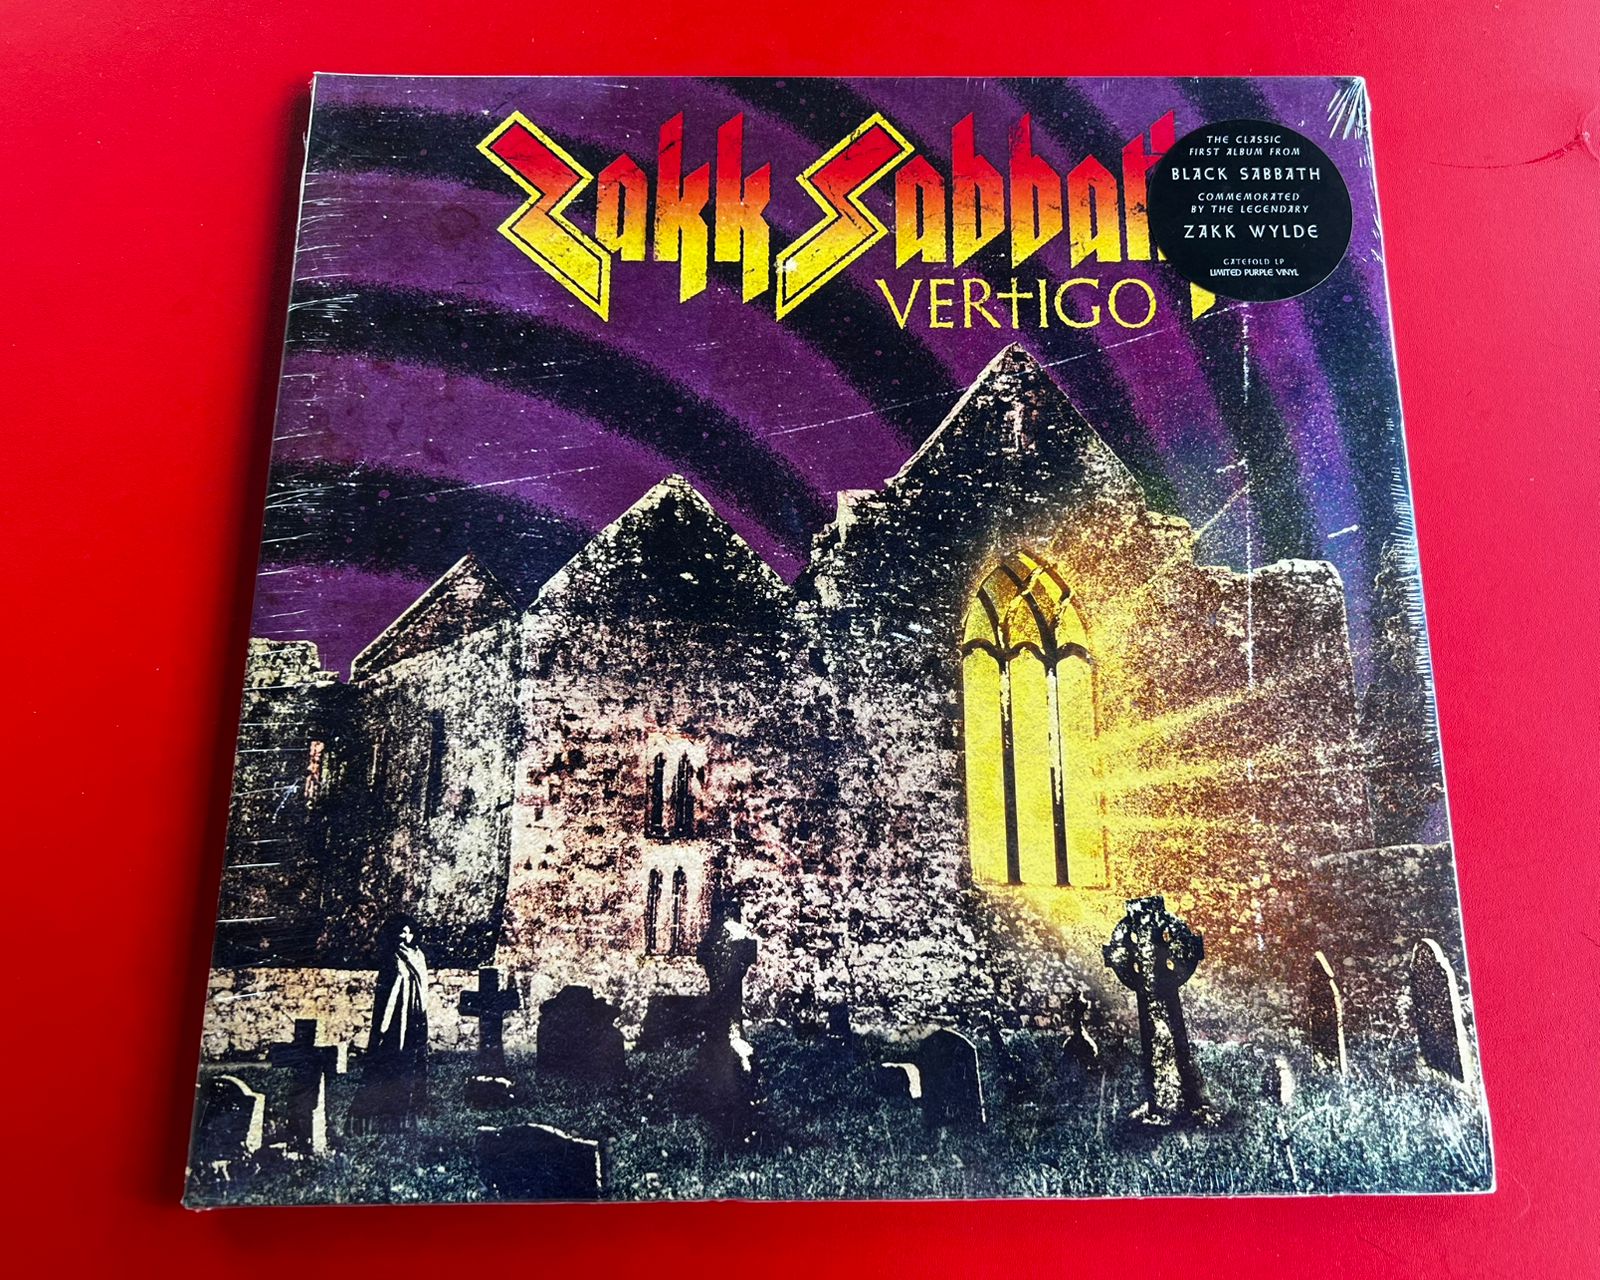 Zakk Sabbath
VERTIGO
THE CLASSIC
FIRST ALBUM FROM
BLACK SABBATH
COMMEMORATED
BY THE LEGENDARY
ZAKK WYLDE
GATEFOLD LP
LIMITED PURPLE VINYL